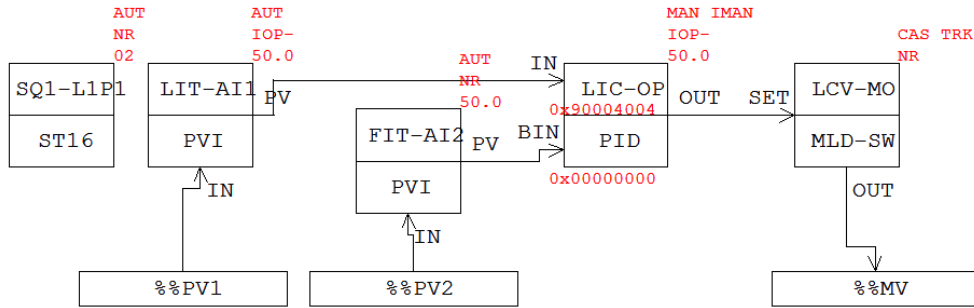 AUT
NR
02
AUT
IOP-
50.0
MAN IMAN
IOP-
50.0
CAS TRK
NR
AUT
NR
50.0
SQ1-L1P1
ST16
LIT-AI1
PVI
PV
IN
FIT-AI2
PVI
PV
IN
BIN
IN
LIC-OP
0x90004004
PID
0x00000000
OUT
SET
LCV-MO
MLD-SW
OUT
%%PV1
%%PV2
%%MV